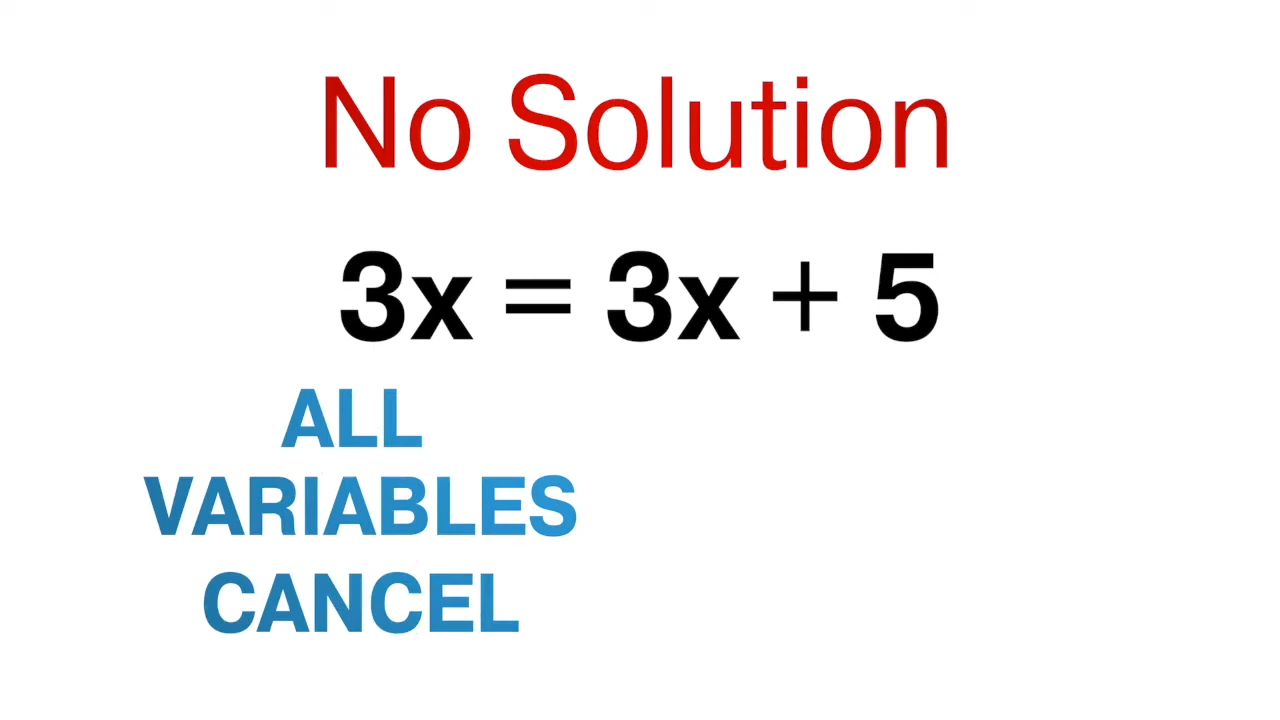 No Solution
3x = 3x + 5
ALL
VARIABLES
CANCEL